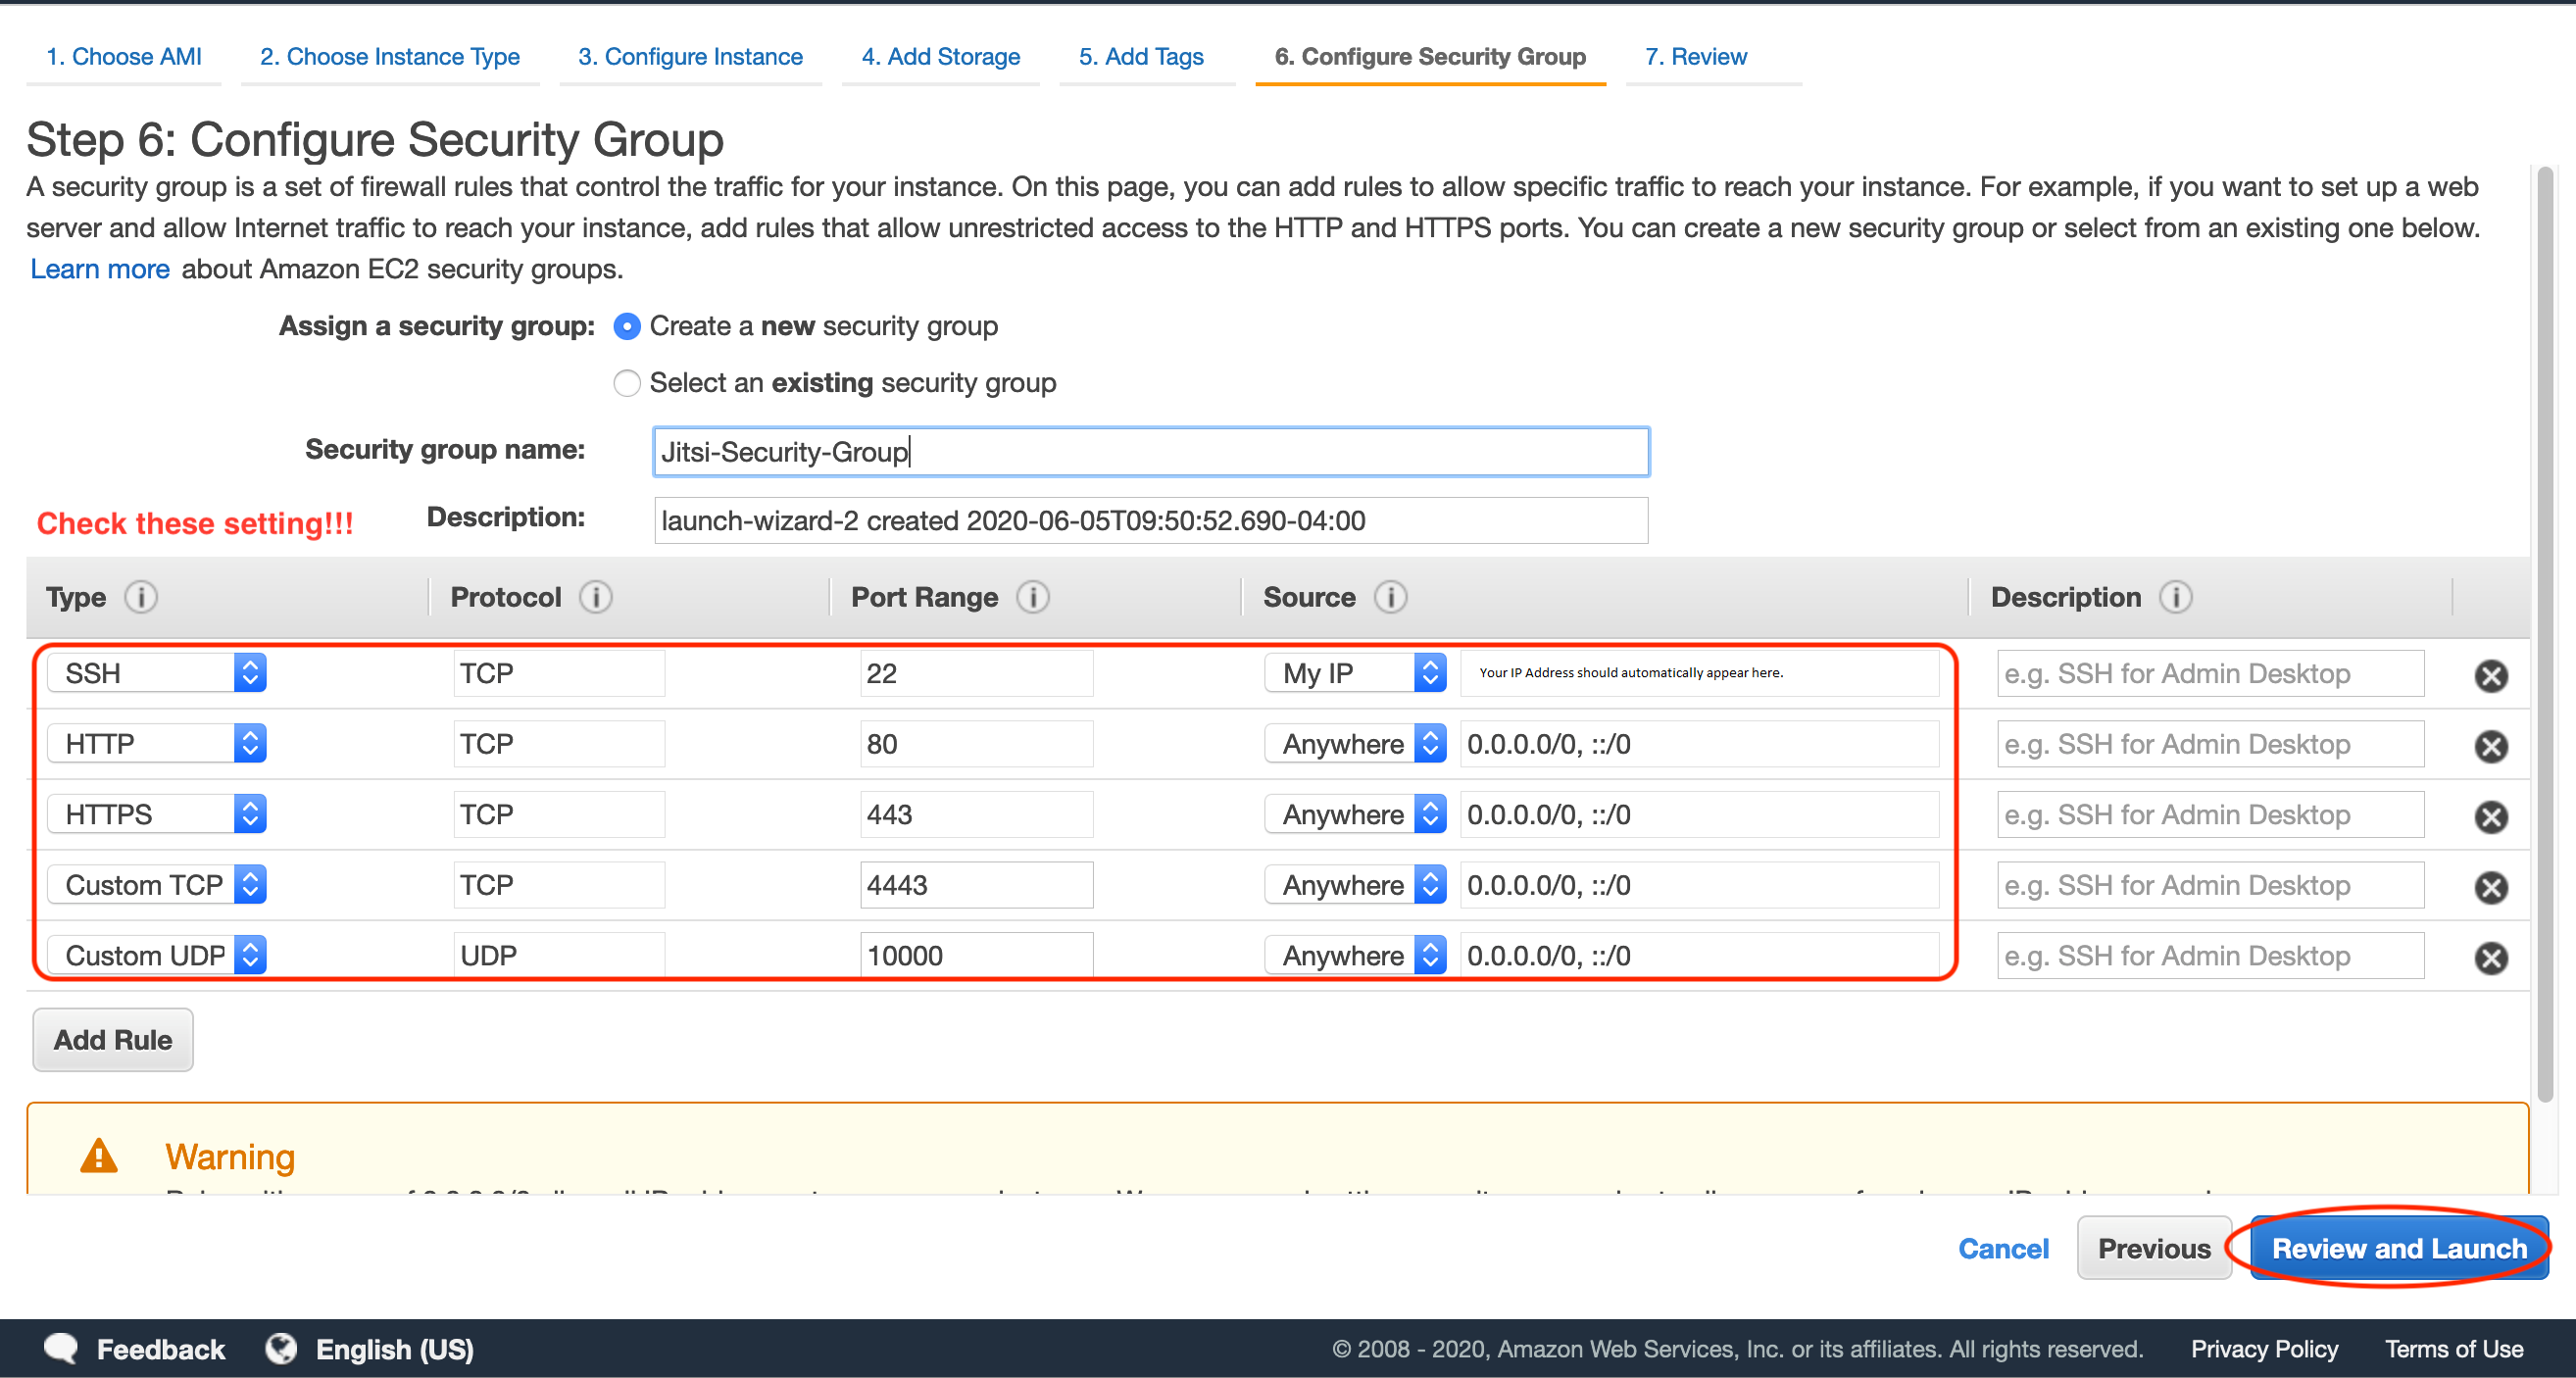 1. Choose AMI 2. Choose Instance Type 3. Configure Instance 4. Add Storage 5. Add Tags 6. Configure Security Group 7. Review
Step 6: Configure Security Group
A security group is a set of firewall rules that control the traffic for your instance. On this page, you can add rules to allow specific traffic to reach your instance. For example, if you want to set up a web
server and allow Internet traffic to reach your instance, add rules that allow unrestricted access to the HTTP and HTTPS ports. You can create a new security group or select from an existing one below.
Learn more about Amazon EC2 security groups.
Assign a security group: Create a new security group
Select an existing security group
Security group name: Jitsi-Security-Group
Check these setting!!! Description: launch-wizard-2 created 2020-06-05T09:50:52.690-04:00
Type Protocol Port Range Source Description
SSH TCP 22 My IP Your IP Address should automatically appear here. e.g. SSH for Admin Desktop
HTTP TCP 80 Anywhere 0.0.0.0/0, ::/0 e.g. SSH for Admin Desktop
HTTPS TCP 443 Anywhere 0.0.0.0/0, ::/0 e.g. SSH for Admin Desktop
Custom TCP TCP 4443 Anywhere 0.0.0.0/0, ::/0 e.g. SSH for Admin Desktop
Custom UDP UDP 10000 Anywhere 0.0.0.0/0, ::/0 e.g. SSH for Admin Desktop
Add Rule
Warning
Cancel Previous Review and Launch
Feedback English (US) © 2008 - 2020, Amazon Web Services, Inc. or its affiliates. All rights reserved. Privacy Policy Terms of Use